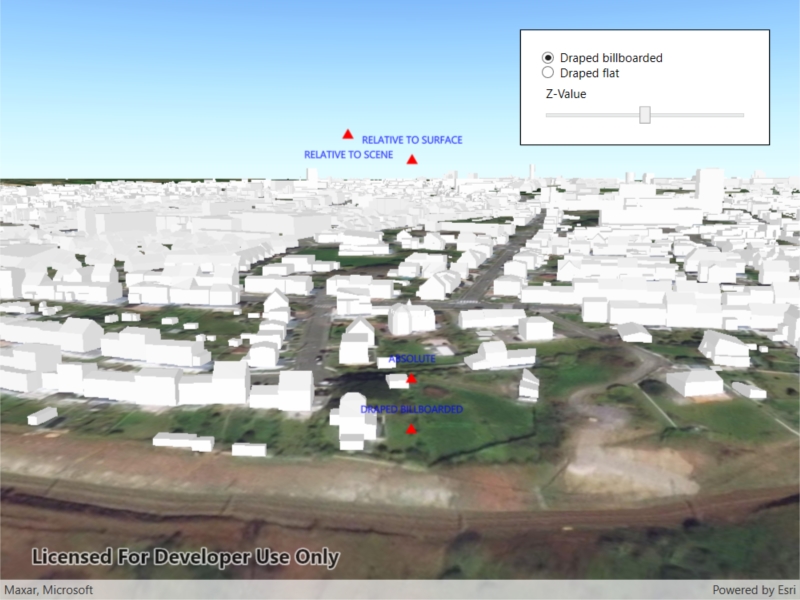 Draped billboarded
Draped flat
Z-Value
RELATIVE TO SURFACE
RELATIVE TO SCENE
ABSOLUTE
DRAPED BILLBOARDED
Licensed For Developer Use Only
Maxar, Microsoft
Powered by Esri